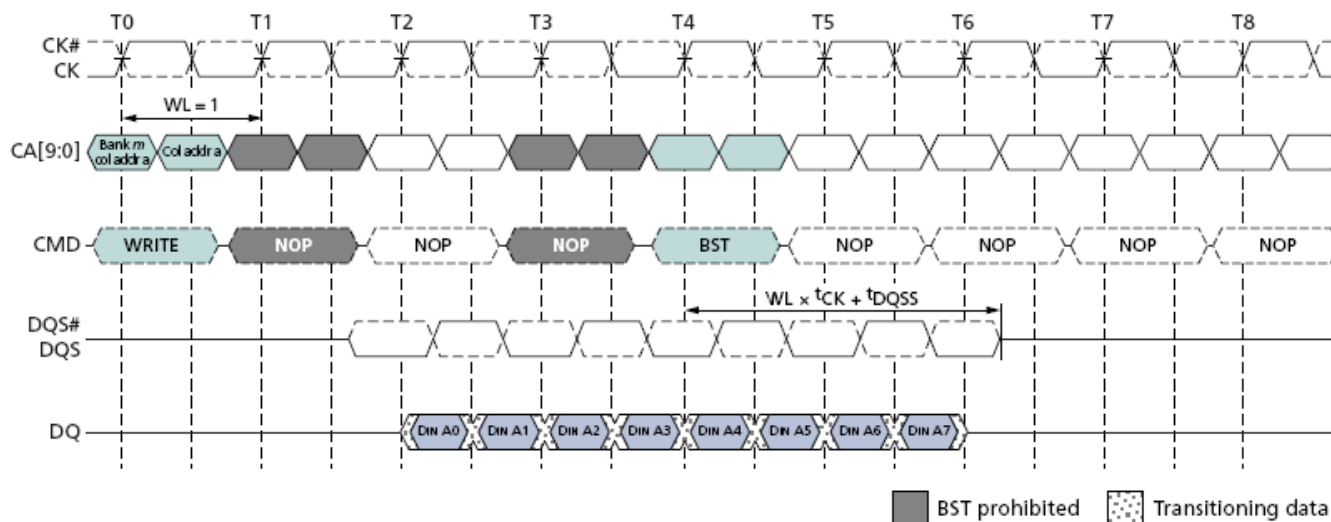 T0 T1 T2 T3 T4 T5 T6 T7 T8
CK#
CK
WL = 1
CA[9:0] Bank m col addr a Col addr a
CMD WRITE NOP NOP NOP BST NOP NOP NOP NOP
WL × tCK + tDQSS
DQS#
DQS
DQ DIN A0 DIN A1 DIN A2 DIN A3 DIN A4 DIN A5 DIN A6 DIN A7
BST prohibited Transitioning data